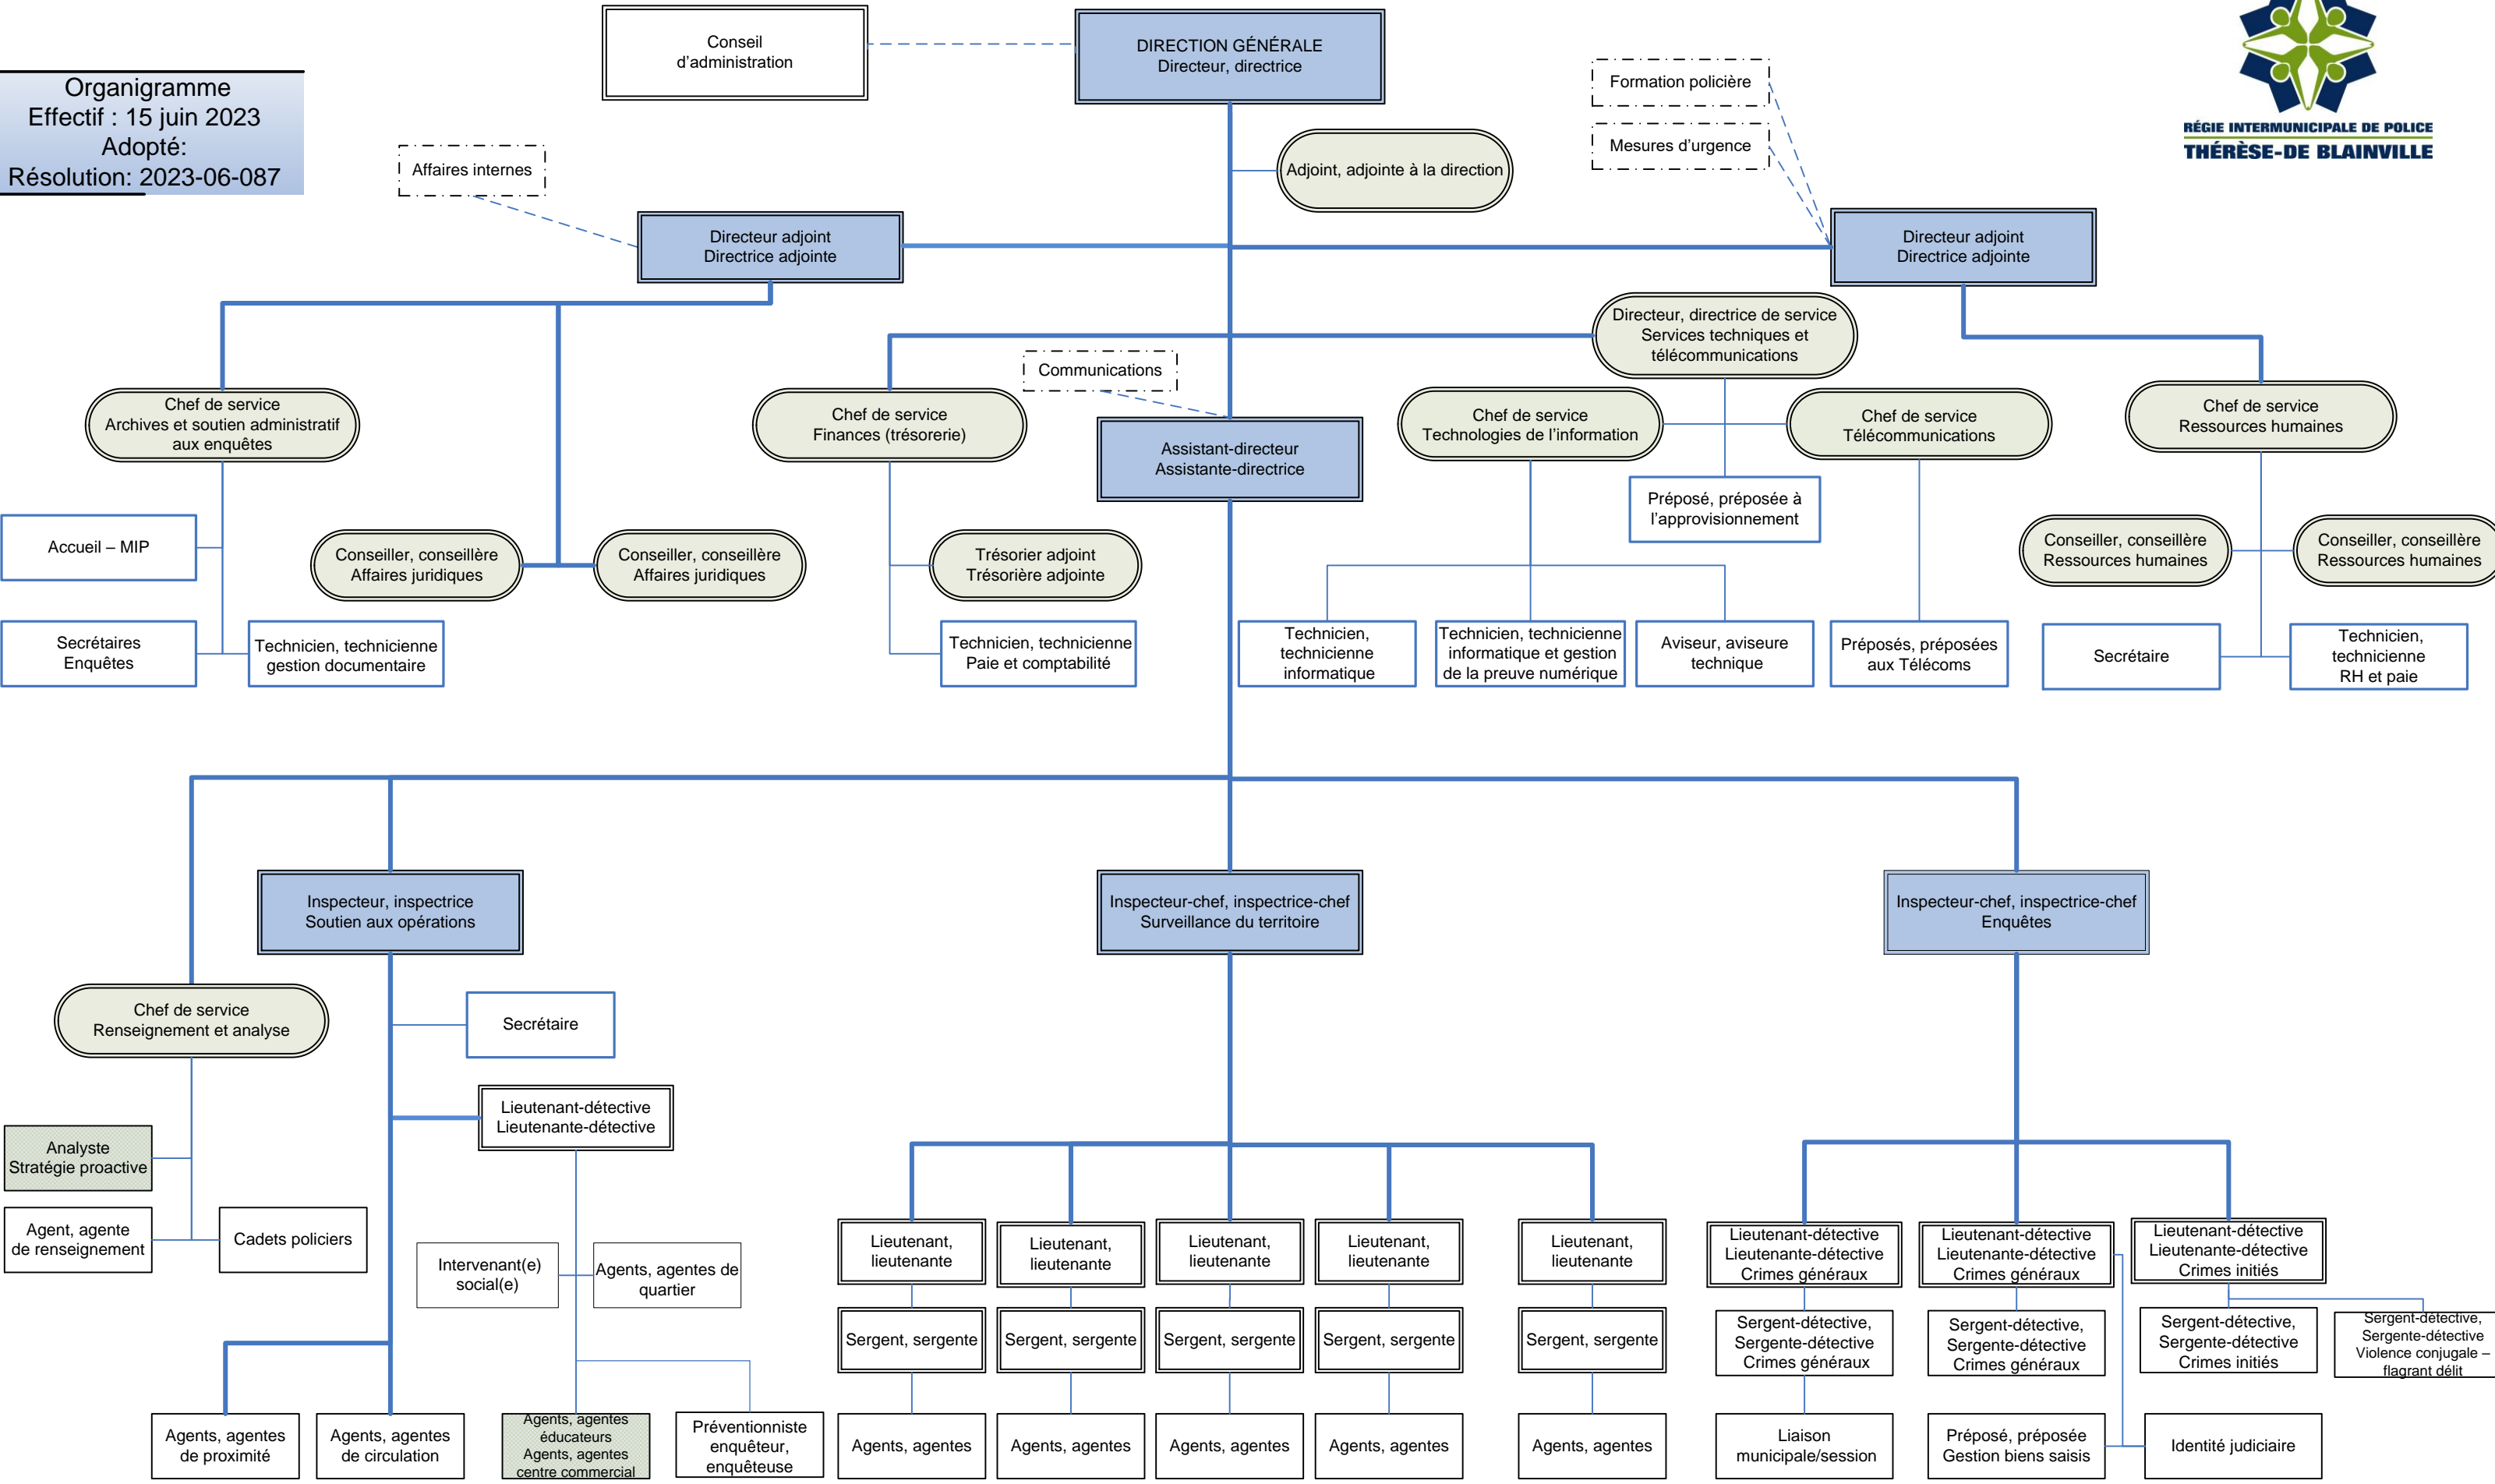 Conseil
d'administration
DIRECTION GÉNÉRALE
Directeur, directrice
RÉGIE INTERMUNICIPALE DE POLICE
THÉRÈSE-DE BLAINVILLE
Organigramme
Effectif : 15 juin 2023
Adopté:
Résolution: 2023-06-087
Formation policière
Mesures d'urgence
Affaires internes
Adjoint, adjointe à la direction
Directeur adjoint
Directrice adjointe
Directeur adjoint
Directrice adjointe
Directeur, directrice de service
Services techniques et
télécommunications
Communications
Chef de service
Archives et soutien administratif
aux enquêtes
Chef de service
Finances (trésorerie)
Assistant-directeur
Assistante-directrice
Chef de service
Technologies de l'information
Chef de service
Télécommunications
Chef de service
Ressources humaines
Préposé, préposée à
l'approvisionnement
Accueil – MIP
Conseiller, conseillère
Affaires juridiques
Conseiller, conseillère
Affaires juridiques
Trésorier adjoint
Trésorière adjointe
Conseiller, conseillère
Ressources humaines
Conseiller, conseillère
Ressources humaines
Secrétaires
Enquêtes
Technicien, technicienne
gestion documentaire
Technicien, technicienne
Paie et comptabilité
Technicien,
technicienne
informatique
Technicien, technicienne
informatique et gestion
de la preuve numérique
Aviseur, aviseure
technique
Préposés, préposées
aux Télécoms
Secrétaire
Technicien,
technicienne
RH et paie
Inspecteur, inspectrice
Soutien aux opérations
Inspecteur-chef, inspectrice-chef
Surveillance du territoire
Inspecteur-chef, inspectrice-chef
Enquêtes
Chef de service
Renseignement et analyse
Secrétaire
Lieutenant-détective
Lieutenante-détective
Analyste
Stratégie proactive
Agent, agente
de renseignement
Cadets policiers
Intervenant(e)
social(e)
Agents, agentes de
quartier
Lieutenant,
lieutenante
Lieutenant,
lieutenante
Lieutenant,
lieutenante
Lieutenant,
lieutenante
Lieutenant,
lieutenante
Lieutenant-détective
Lieutenante-détective
Crimes généraux
Lieutenant-détective
Lieutenante-détective
Crimes généraux
Lieutenant-détective
Lieutenante-détective
Crimes initiés
Sergent, sergente
Sergent, sergente
Sergent, sergente
Sergent, sergente
Sergent, sergente
Sergent-détective,
Sergente-détective
Crimes généraux
Sergent-détective,
Sergente-détective
Crimes généraux
Sergent-détective,
Sergente-détective
Crimes initiés
Sergent-détective,
Sergente-détective
Violence conjugale –
flagrant délit
Agents, agentes
de proximité
Agents, agentes
de circulation
Agents, agentes
éducateurs
Agents, agentes
centre commercial
Préventionniste
enquêteur,
enquêteuse
Agents, agentes
Agents, agentes
Agents, agentes
Agents, agentes
Agents, agentes
Liaison
municipale/session
Préposé, préposée
Gestion biens saisis
Identité judiciaire